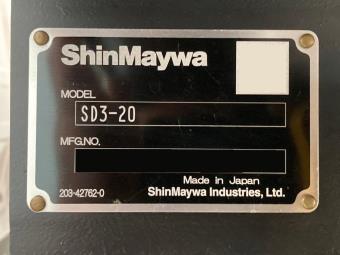 ShinMaywa
MODEL
SD3-20
MFG.NO.
Made in Japan
203-42762-0 ShinMaywa Industries, Ltd.